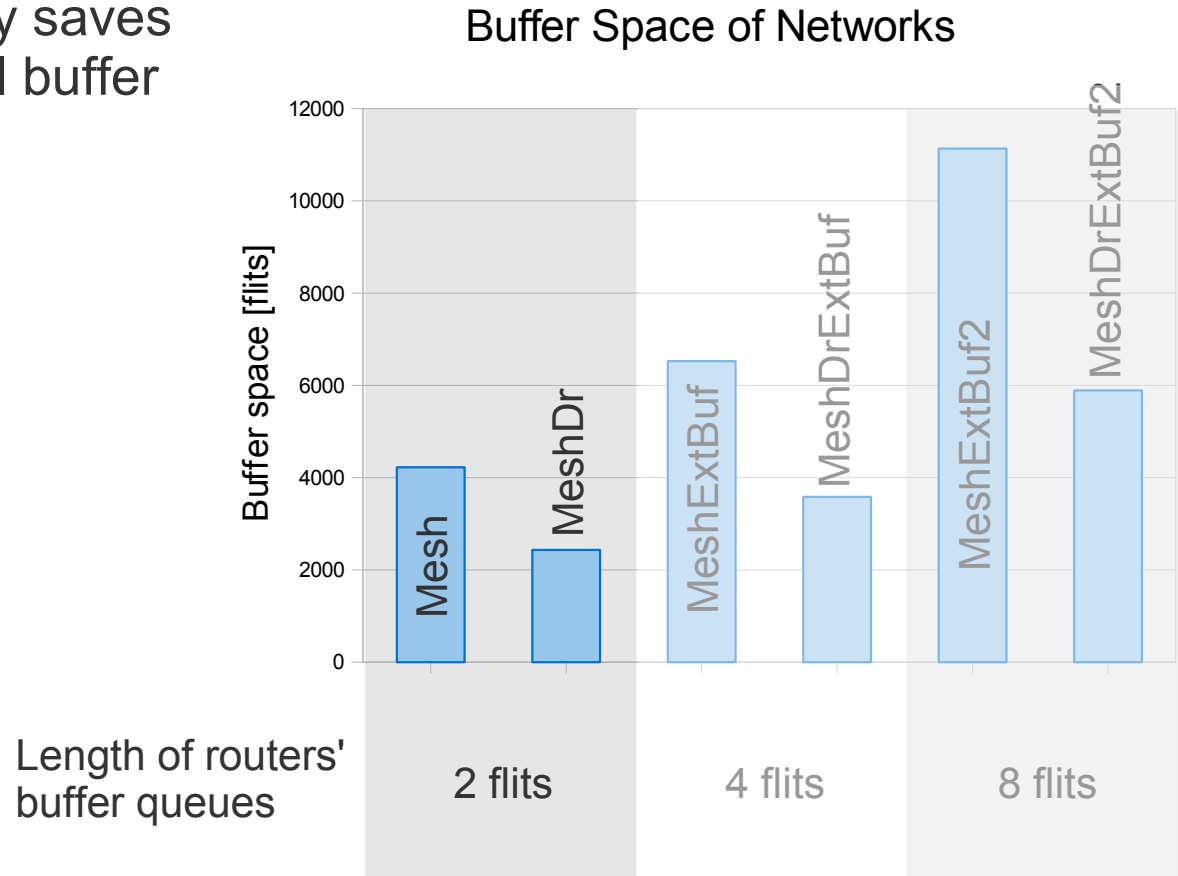 y saves
l buffer
Buffer Space of Networks
Buffer space [flits]
12000
10000
8000
6000
4000
2000
0
Mesh
MeshDr
MeshExtBuf
MeshDrExtBuf
MeshExtBuf2
MeshDrExtBuf2
Length of routers'
buffer queues
2 flits
4 flits
8 flits